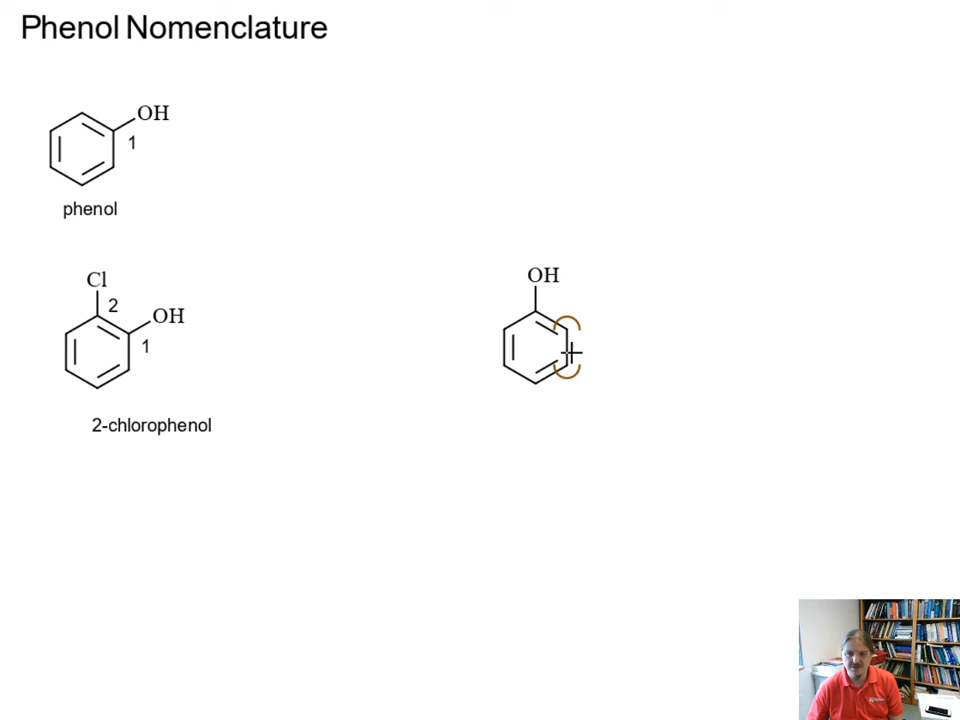 Phenol Nomenclature
OH
1
phenol
Cl
2
OH
1
2-chlorophenol
OH